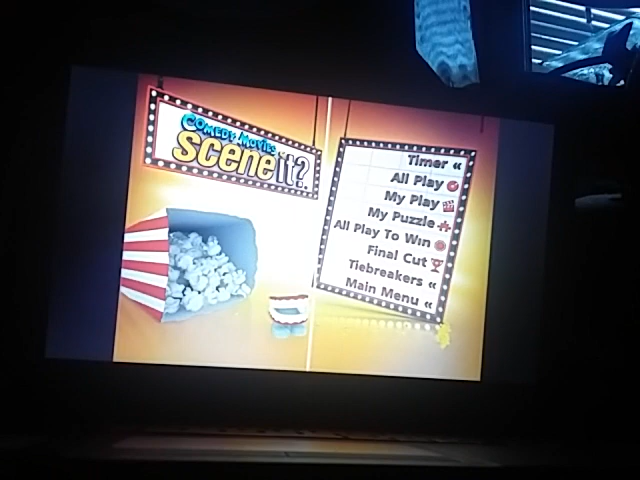 COMEDY MOVIES
scene it?
Timer «
All Play
My Play
My Puzzle
All Play To Win
Final Cut
Tiebreakers «
Main Menu «